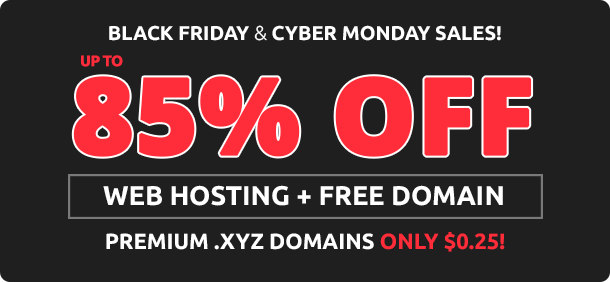 BLACK FRIDAY & CYBER MONDAY SALES!
UP TO
85% OFF
WEB HOSTING + FREE DOMAIN
PREMIUM .XYZ DOMAINS ONLY $0.25!